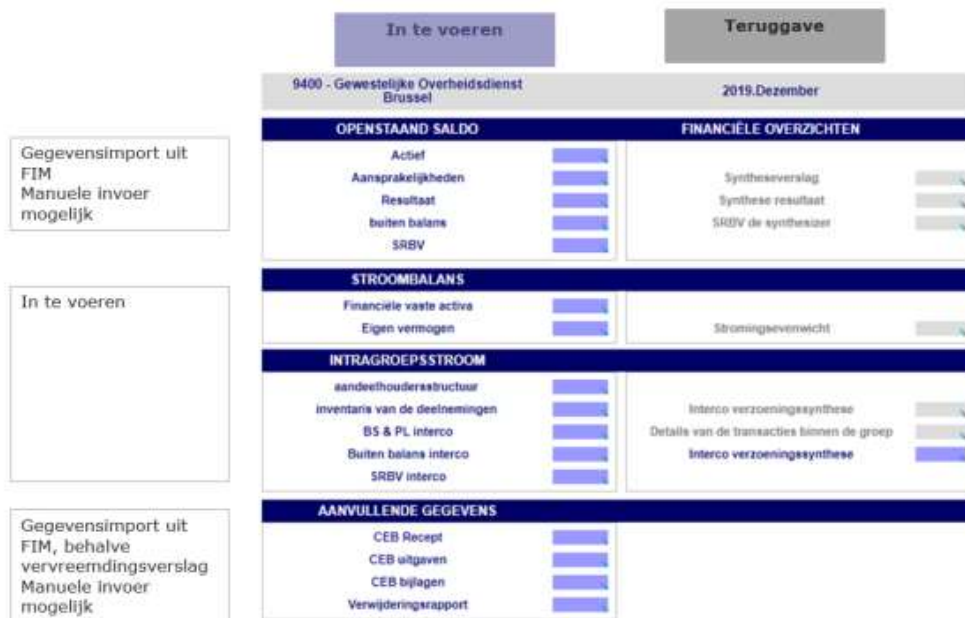 In te voeren
Teruggave
9400 - Gewestelijke Overheidsdienst
Brussel
2019.Dezember
Gegevensimport uit
FIM
Manuele invoer
mogelijk
OPENSTAAND SALDO
FINANCIËLE OVERZICHTEN
Actief
Aansprakelijkheden
Resultaat
buiten balans
SRBV
Syntheseverslag
Synthese resultaat
SRBV de synthesizer
In te voeren
STROOMBALANS
Financiële vaste activa
Eigen vermogen
Stromingsevenwicht
INTRAGROEPSSTROOM
aandeelhoudersstructuur
inventaris van de deelnemingen
BS & PL interco
Buiten balans interco
SRBV interco
Interco verzoeningssynthese
Details van de transacties binnen de groep
Interco verzoeningssynthese
Gegevensimport uit
FIM, behalve
vervreemdingsverslag
Manuele invoer
mogelijk
AANVULLENDE GEGEVENS
CEB Recept
CEB uitgaven
CEB bijlagen
Verwijderingsrapport